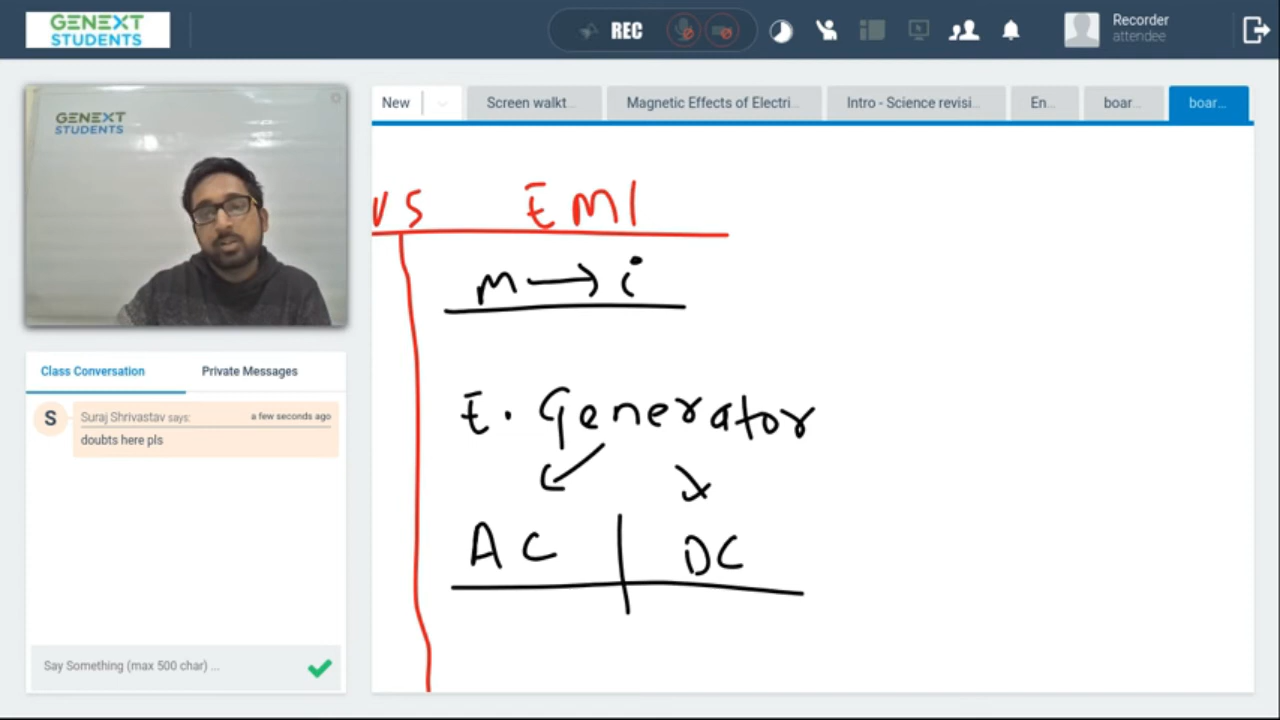 GENEXT
STUDENTS
REC
Recorder
attendee
GENEXT
STUDENTS
New
Screen walkt...
Magnetic Effects of Electri...
Intro - Science revisi...
En...
boar...
boar...
VS EMI
m → i
E. Generator
AC | DC
Class Conversation Private Messages
S
Suraj Shrivastav says: a few seconds ago
doubts here pls
Say Something (max 500 char) ...